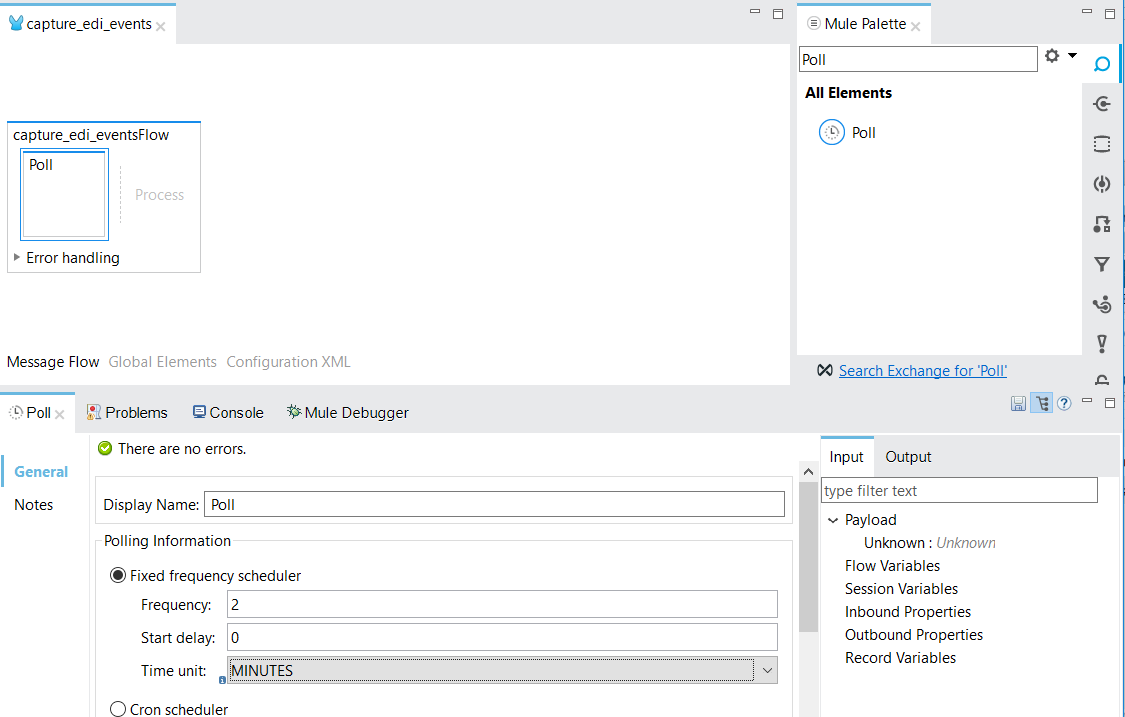 capture_edi_events
capture_edi_eventsFlow
Poll
Process
Error handling
Message Flow Global Elements Configuration XML
Mule Palette
Poll
All Elements
Poll
Search Exchange for 'Poll'
Poll Problems Console Mule Debugger
General
Notes
There are no errors.
Display Name: Poll
Polling Information
Fixed frequency scheduler
Frequency: 2
Start delay: 0
Time unit: MINUTES
Cron scheduler
Input Output
type filter text
Payload
Unknown : Unknown
Flow Variables
Session Variables
Inbound Properties
Outbound Properties
Record Variables